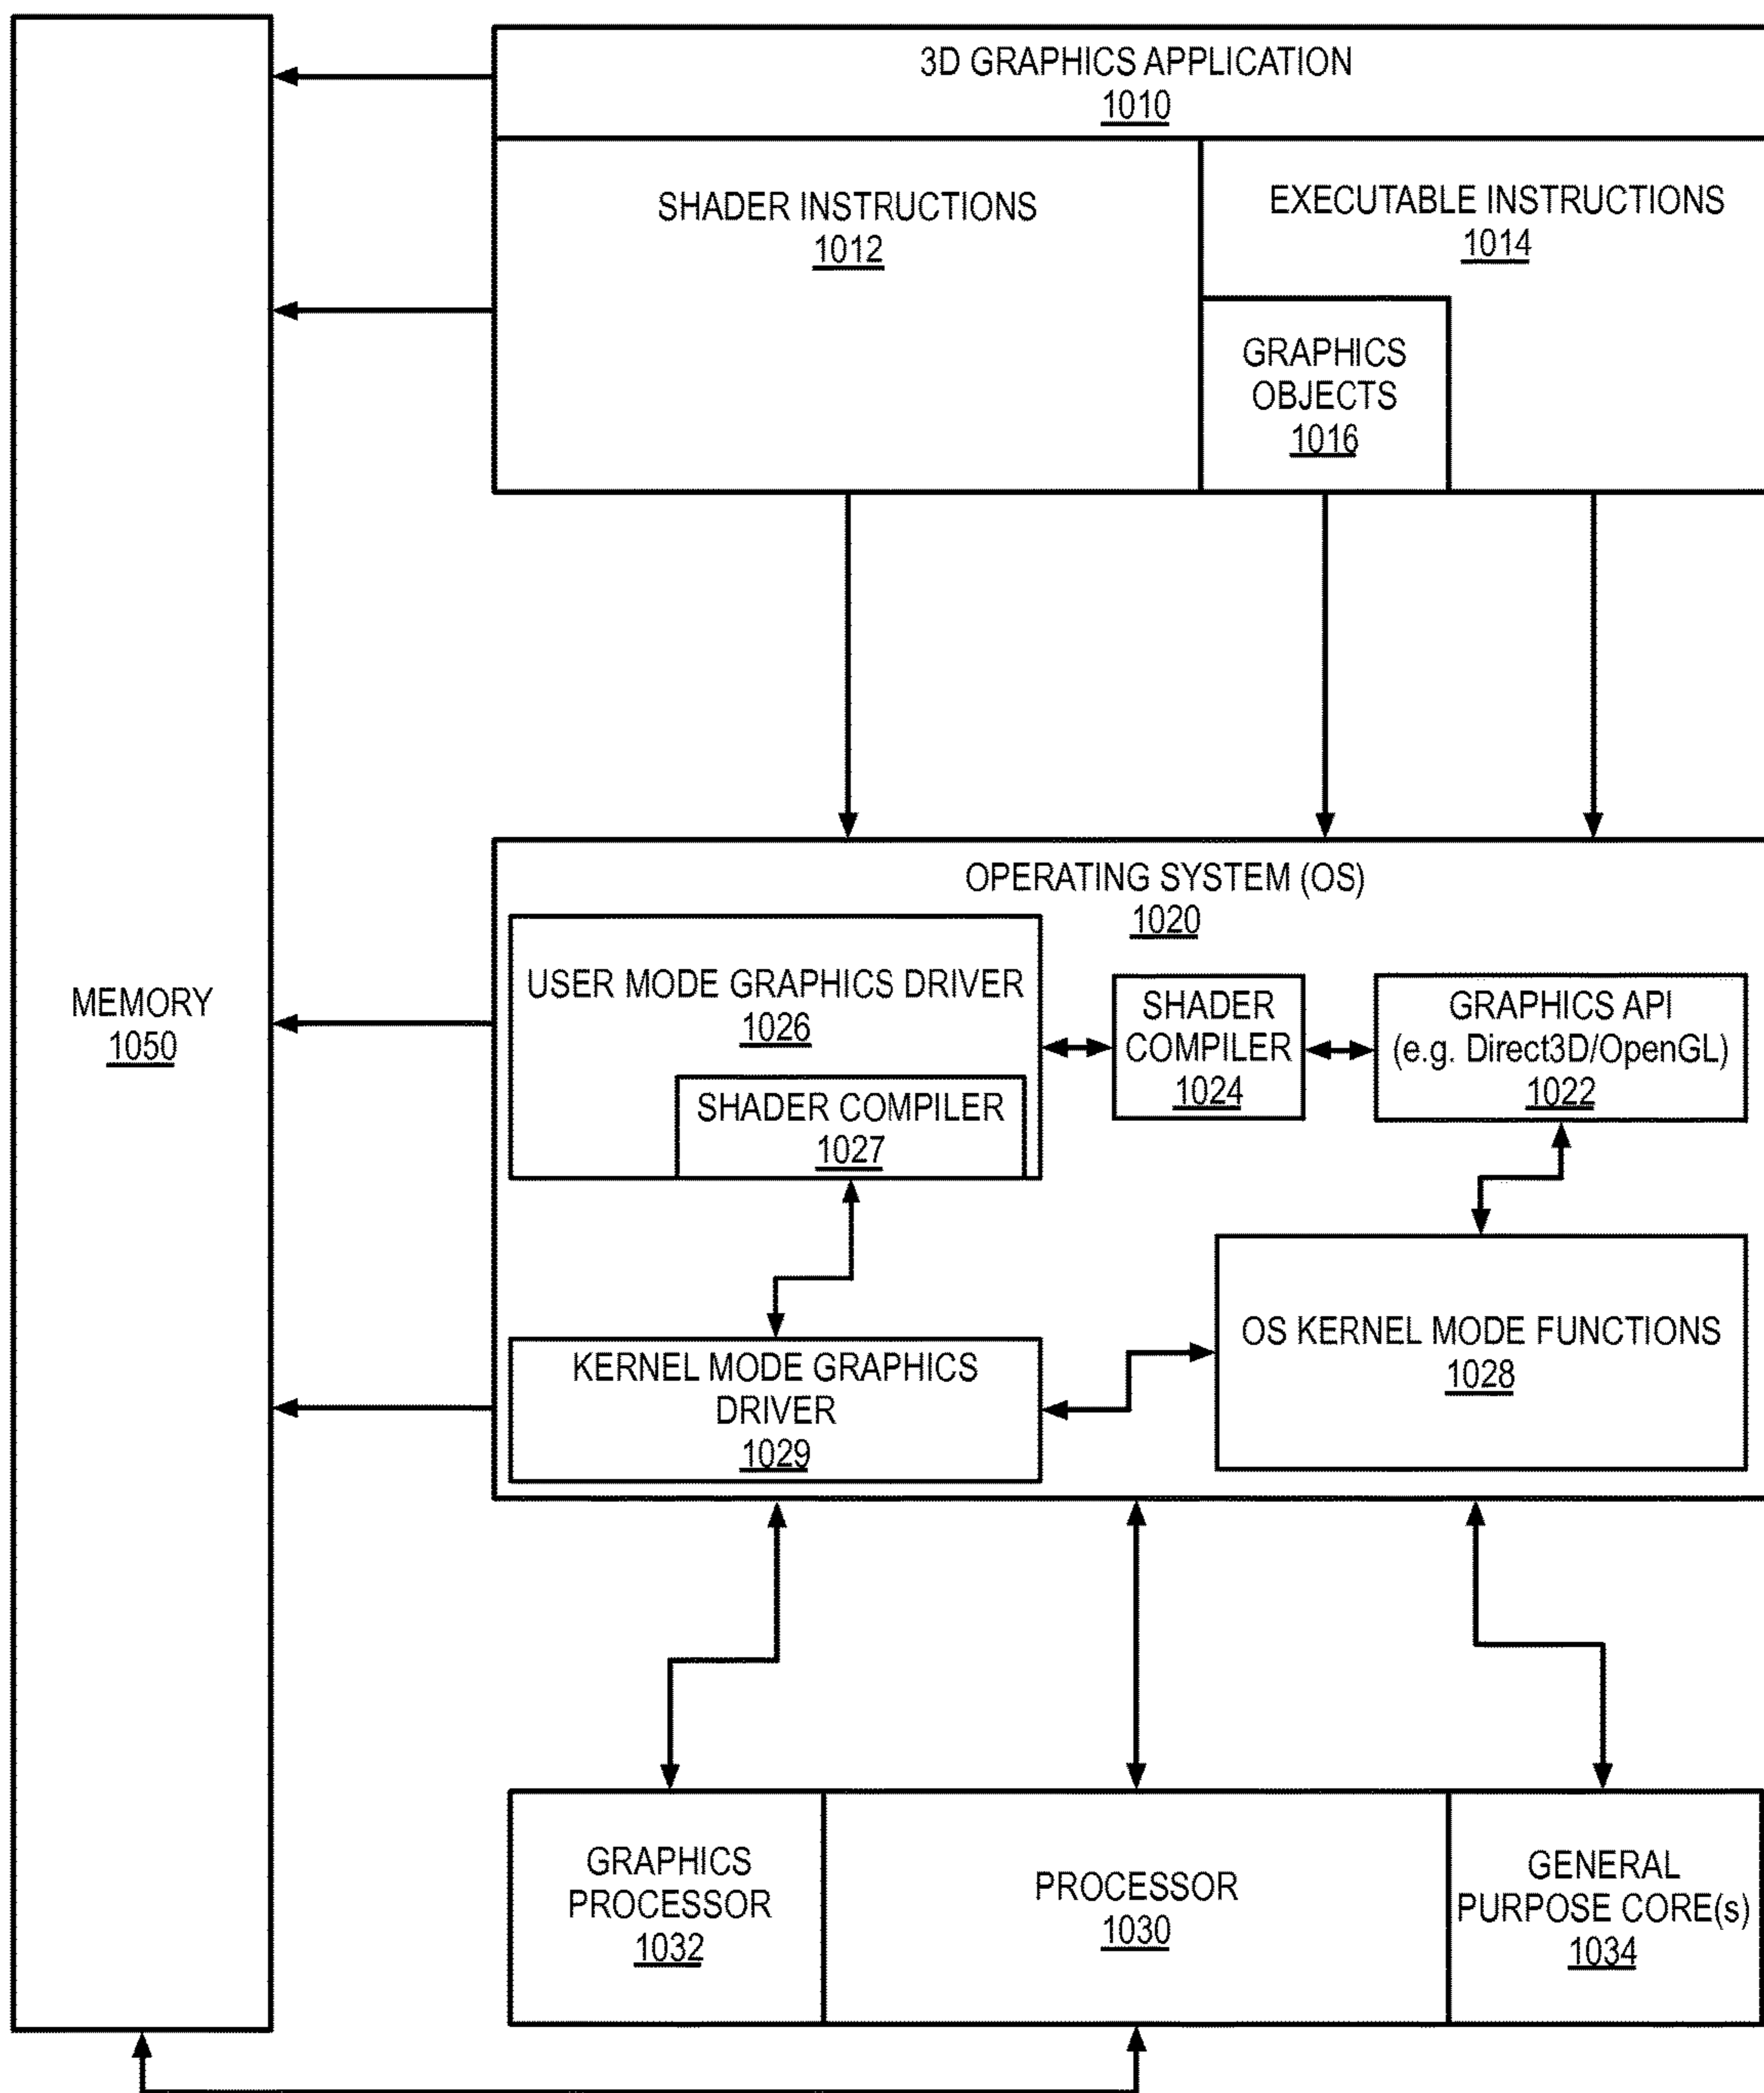 3D GRAPHICS APPLICATION
1010
SHADER INSTRUCTIONS
1012
EXECUTABLE INSTRUCTIONS
1014
GRAPHICS
OBJECTS
1016
MEMORY
1050
OPERATING SYSTEM (OS)
1020
USER MODE GRAPHICS DRIVER
1026
SHADER COMPILER
1027
SHADER
COMPILER
1024
GRAPHICS API
(e.g. Direct3D/OpenGL)
1022
KERNEL MODE GRAPHICS
DRIVER
1029
OS KERNEL MODE FUNCTIONS
1028
GRAPHICS
PROCESSOR
1032
PROCESSOR
1030
GENERAL
PURPOSE CORE(s)
1034